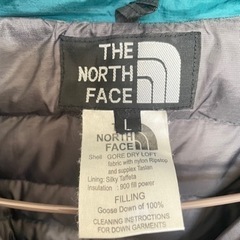 THE
NORTH
FACE
L
THE
NORTH
FACE
Shell: GORE DRY LOFT
fabric with nylon Ripstop
and supplex Taslan
Lining: Silky Taffeta
Insulation: 900 fill power
FILLING
Goose Down of 100%
CLEANING INSTRUCTIONS
FOR DOWN GARMENTS